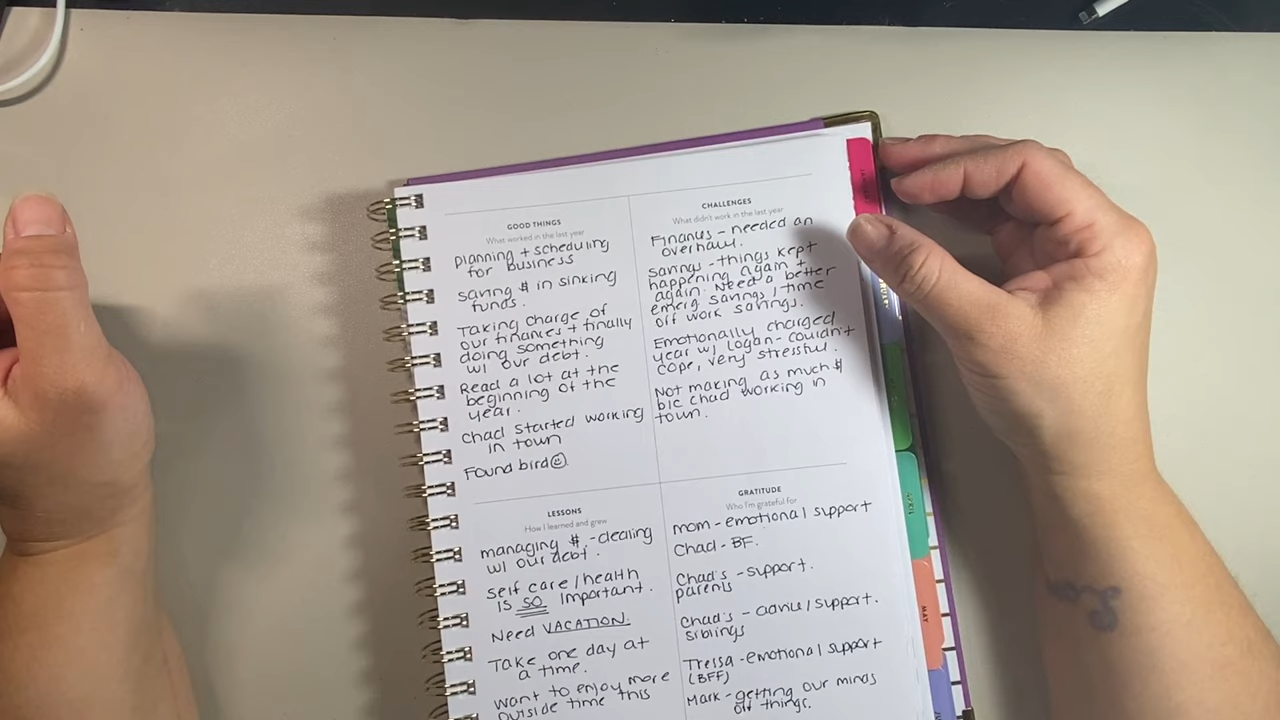 GOOD THINGS
What worked in the last year
planning + scheduling
for business
saving $ in sinking
funds.
Taking charge of
our finances + finally
doing something
w/ our debt.
Read a lot at the
beginning of the
year.
Chad started working
in town
Found bird
CHALLENGES
What didn't work in the last year
Finances - needed an
overhaul.
savings - things kept
happening again +
again. Need a better
emerg savings / time
off work savings.
Emotionally charged
year w/ Logan - couldn't
cope, very stressful.
Not making as much $
b/c Chad working in
town.
LESSONS
How I learned and grew
managing $ - dealing
w/ our debt.
self care / health
is so important.
Need VACATION.
Take one day at
a time.
want to enjoy more
outside time this
GRATITUDE
Who I'm grateful for
mom - emotional support
Chad - BF.
Chad's - support.
parents
Chad's - advice / support.
siblings
Tressa - emotional support
(BFF)
Mark - getting our minds
off things.
APRIL
MAY